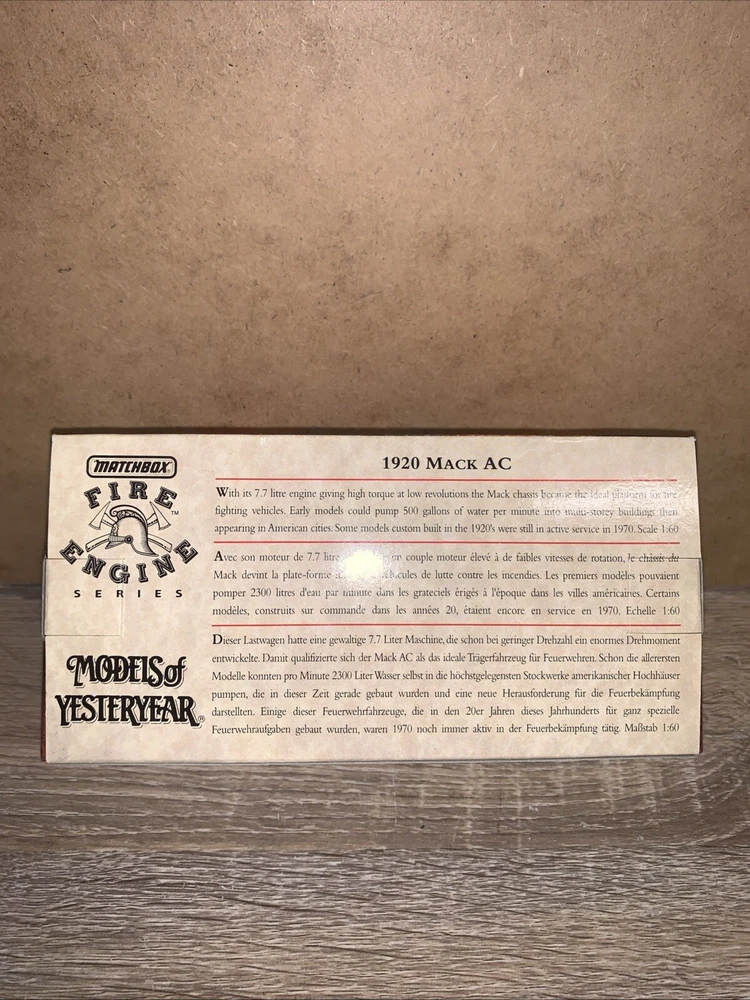 MATCHBOX
FIRE
ENGINE
SERIES
MODELS of
YESTERYEAR
1920 MACK AC
With its 7.7 litre engine giving high torque at low revolutions the Mack chassis became the ideal platform for fire
fighting vehicles. Early models could pump 500 gallons of water per minute into multi-storey buildings then
appearing in American cities. Some models custom built in the 1920's were still in active service in 1970. Scale 1:60
Avec son moteur de 7.7 litre un couple moteur élevé à de faibles vitesses de rotation, le châssis du
Mack devint la plate-forme véhicules de lutte contre les incendies. Les premiers modèles pouvaient
pomper 2300 litres d'eau par minute dans les grateciels érigés à l'époque dans les villes américaines. Certains
modèles, construits sur commande dans les années 20, étaient encore en service en 1970. Echelle 1:60
Dieser Lastwagen hatte eine gewaltige 7.7 Liter Maschine, die schon bei geringer Drehzahl ein enormes Drehmoment
entwickelte. Damit qualifizierte sich der Mack AC als das ideale Trägerfahrzeug für Feuerwehren. Schon die allerersten
Modelle konnten pro Minute 2300 Liter Wasser selbst in die höchstgelegensten Stockwerke amerikanischer Hochhäuser
pumpen, die in dieser Zeit gerade gebaut wurden und eine neue Herausforderung für die Feuerbekämpfung
darstellten. Einige dieser Feuerwehrfahrzeuge, die in den 20er Jahren dieses Jahrhunderts für ganz spezielle
Feuerwehraufgaben gebaut wurden, waren 1970 noch immer aktiv in der Feuerbekämpfung tätig. Maßstab 1:60